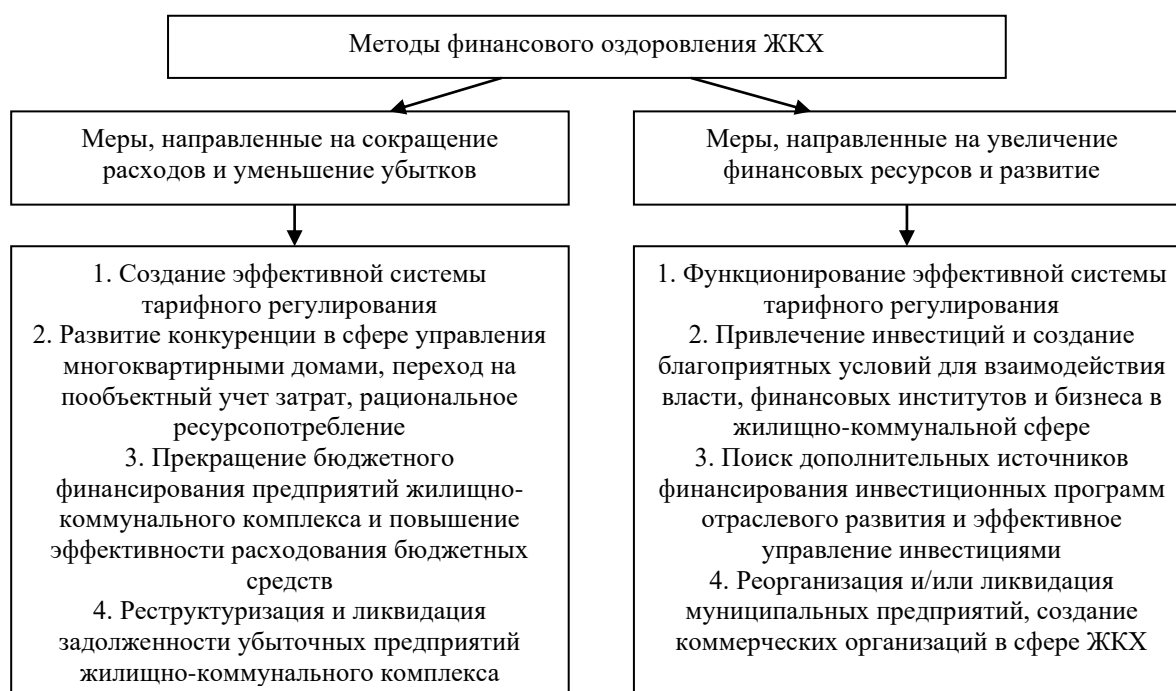 Методы финансового оздоровления ЖКХ
Меры, направленные на сокращение
расходов и уменьшение убытков
Меры, направленные на увеличение
финансовых ресурсов и развитие
1. Создание эффективной системы
тарифного регулирования
2. Развитие конкуренции в сфере управления
многоквартирными домами, переход на
пообъектный учет затрат, рациональное
ресурсопотребление
3. Прекращение бюджетного
финансирования предприятий жилищно-
коммунального комплекса и повышение
эффективности расходования бюджетных
средств
4. Реструктуризация и ликвидация
задолженности убыточных предприятий
жилищно-коммунального комплекса
1. Функционирование эффективной системы
тарифного регулирования
2. Привлечение инвестиций и создание
благоприятных условий для взаимодействия
власти, финансовых институтов и бизнеса в
жилищно-коммунальной сфере
3. Поиск дополнительных источников
финансирования инвестиционных программ
отраслевого развития и эффективное
управление инвестициями
4. Реорганизация и/или ликвидация
муниципальных предприятий, создание
коммерческих организаций в сфере ЖКХ